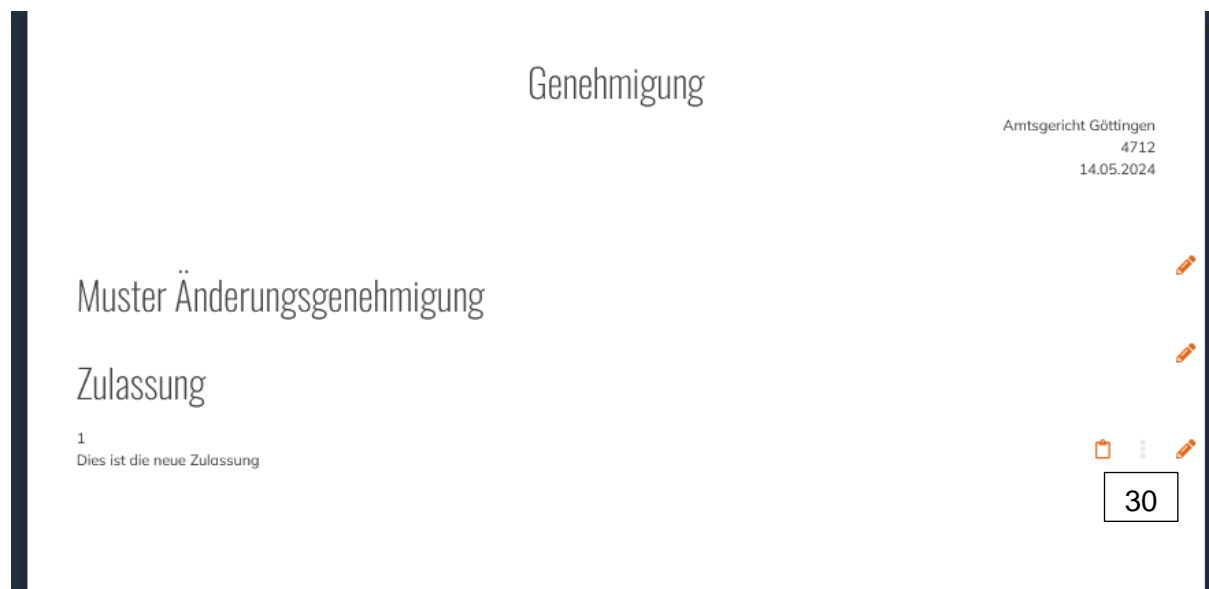 Genehmigung
Amtsgericht Göttingen
4712
14.05.2024
Muster Änderungsgenehmigung
Zulassung
1
Dies ist die neue Zulassung
30